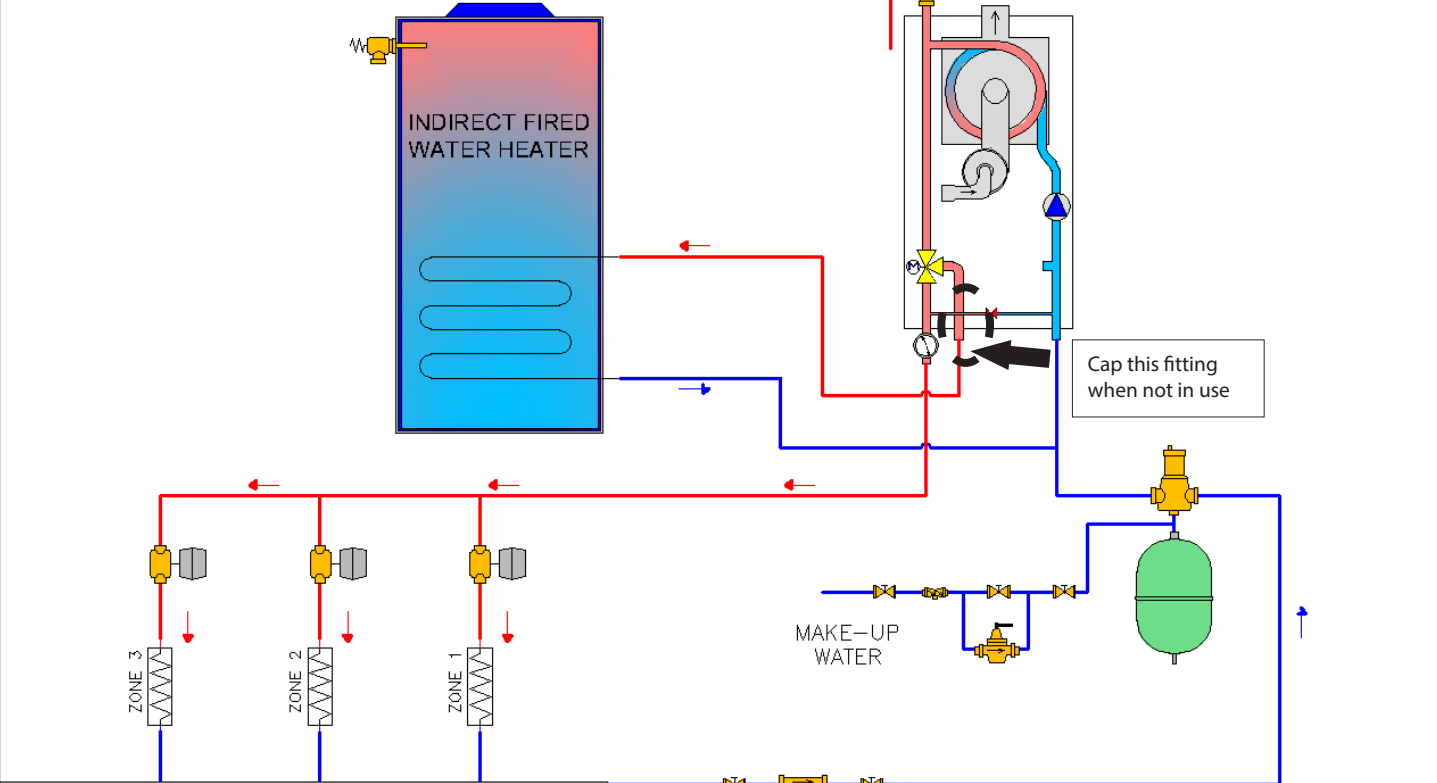 INDIRECT FIRED
WATER HEATER
M
Cap this fitting
when not in use
MAKE-UP
WATER
ZONE 3
ZONE 2
ZONE 1